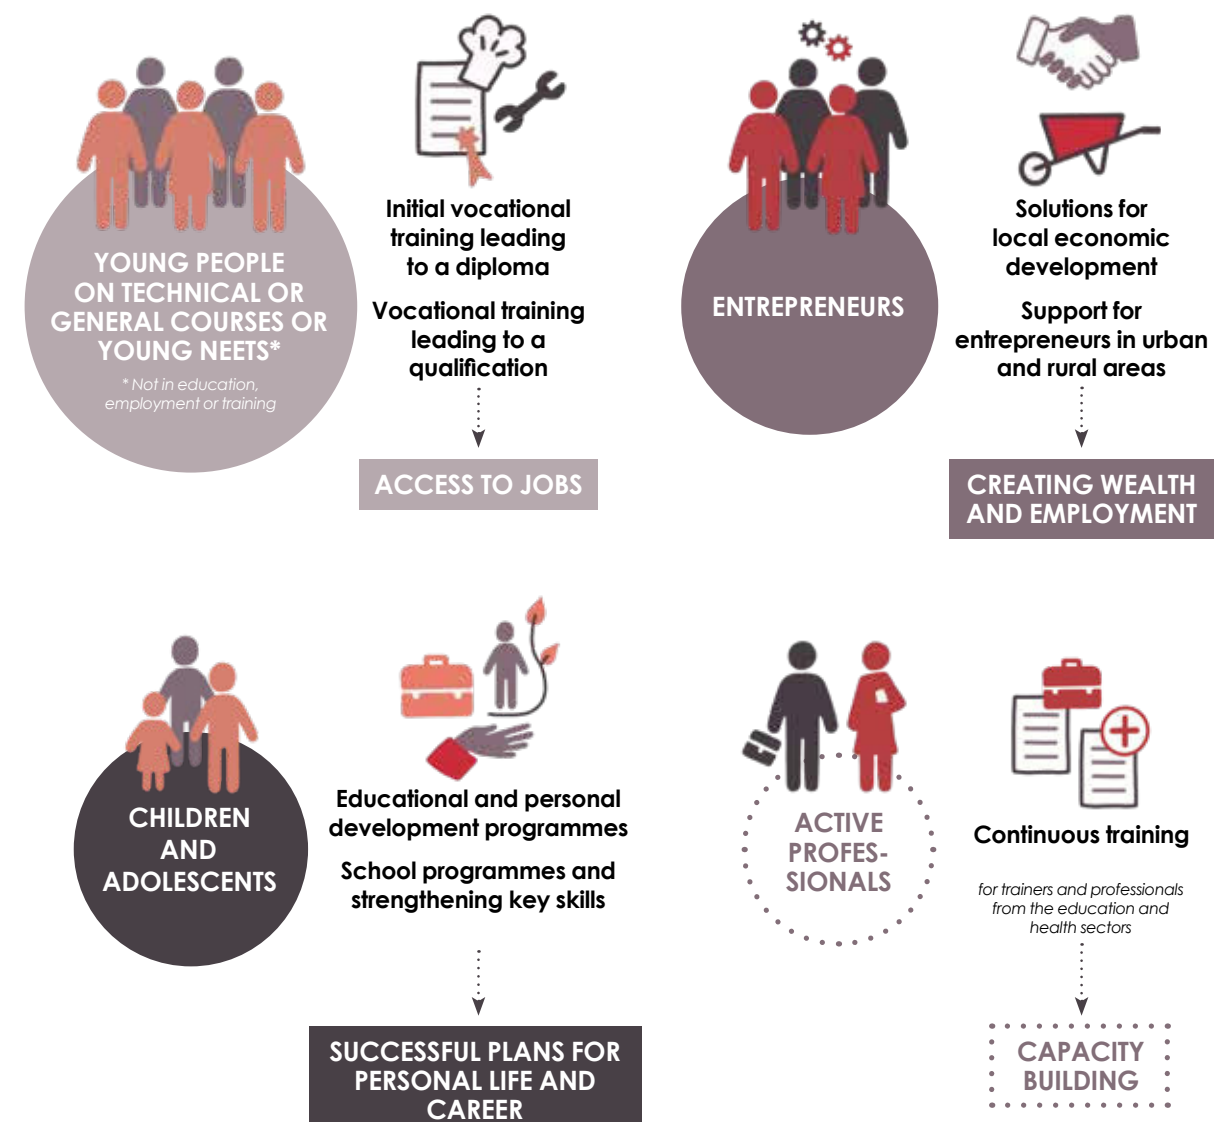 YOUNG PEOPLE
ON TECHNICAL OR
GENERAL COURSES OR
YOUNG NEETS*
* Not in education,
employment or training
Initial vocational
training leading
to a diploma
Vocational training
leading to a
qualification
ACCESS TO JOBS
ENTREPRENEURS
Solutions for
local economic
development
Support for
entrepreneurs in urban
and rural areas
CREATING WEALTH
AND EMPLOYMENT
CHILDREN
AND
ADOLESCENTS
Educational and personal
development programmes
School programmes and
strengthening key skills
SUCCESSFUL PLANS FOR
PERSONAL LIFE AND
CAREER
ACTIVE
PROFES-
SIONALS
Continuous training
for trainers and professionals
from the education and
health sectors
CAPACITY
BUILDING